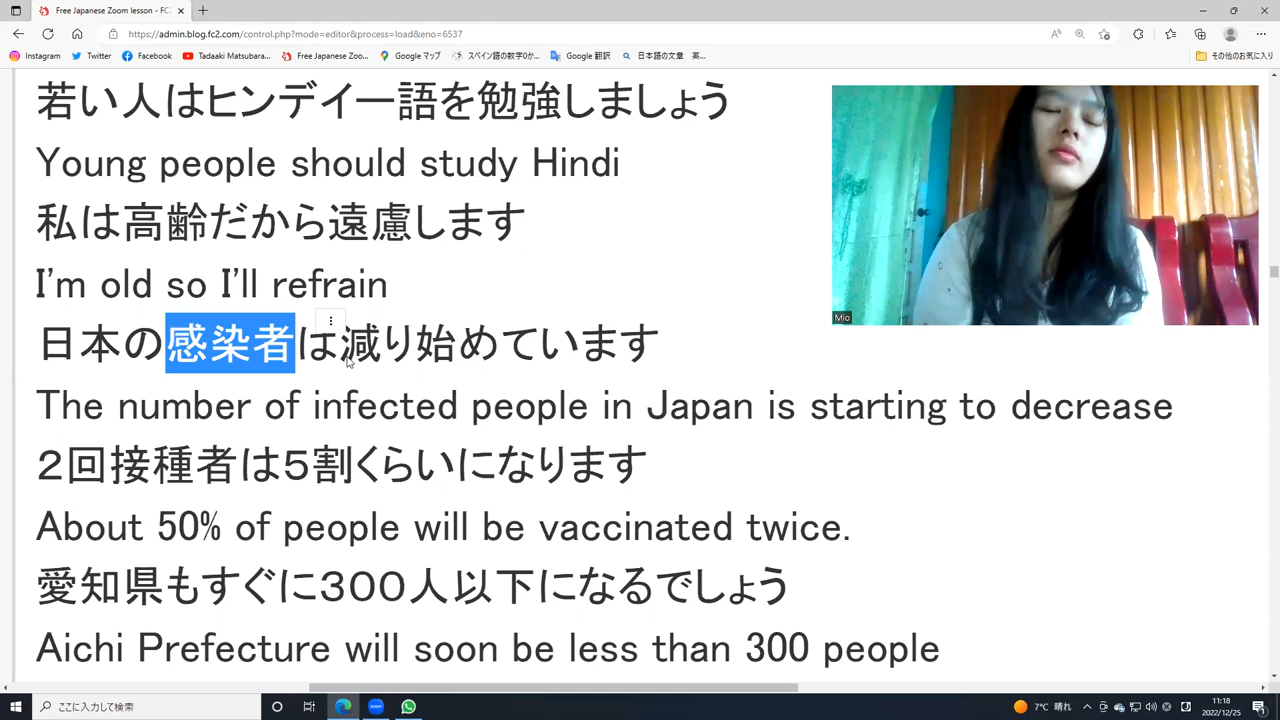 Free Japanese Zoom lesson - FC2
https://admin.blog.fc2.com/control.php?mode=editor&process=load&eno=6537
Instagram Twitter Facebook Tadaaki Matsubara... Free Japanese Zoo... Google マップ スペイン語の数字0か... Google 翻訳 日本語の文章 英... その他のお気に入り
若い人はヒンデイー語を勉強しましょう
Young people should study Hindi
私は高齢だから遠慮します
I'm old so I'll refrain
日本の感染者は減り始めています
The number of infected people in Japan is starting to decrease
２回接種者は５割くらいになります
About 50% of people will be vaccinated twice.
愛知県もすぐに３００人以下になるでしょう
Aichi Prefecture will soon be less than 300 people
Mio
ここに入力して検索
zoom
7°C 晴れ
11:18
2022/12/25